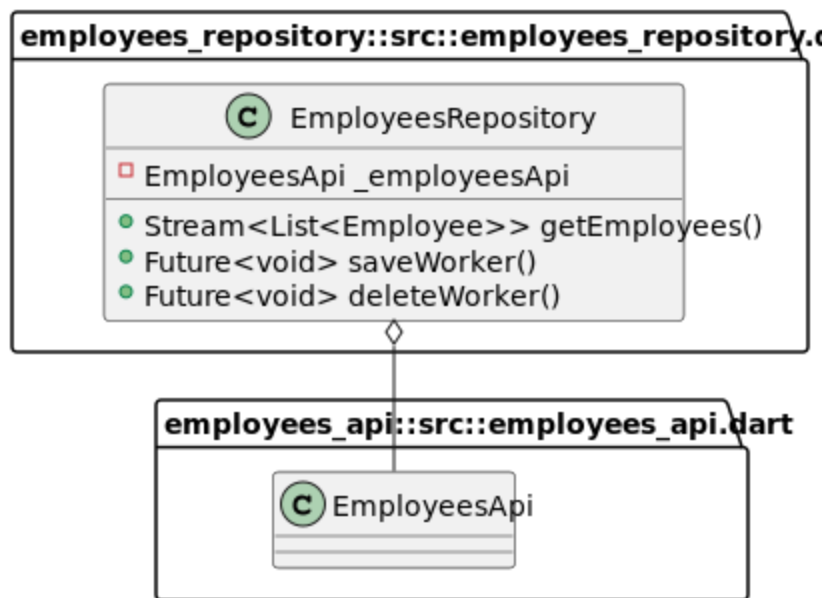 employees_repository::src::employees_repository.
C EmployeesRepository
EmployeesApi _employeesApi
Stream<List<Employee>> getEmployees()
Future<void> saveWorker()
Future<void> deleteWorker()
employees_api::src::employees_api.dart
C EmployeesApi